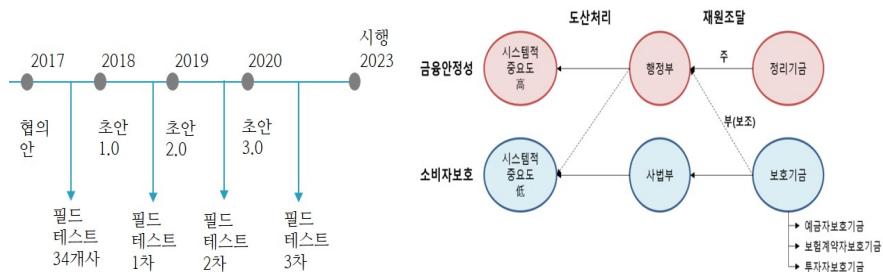 시행
2017 2018 2019 2020 2023
협의
안
초안
1.0
초안
2.0
초안
3.0
필드
테스트
34개사
필드
테스트
1차
필드
테스트
2차
필드
테스트
3차
도산처리 재원조달
금융안정성
시스템적
중요도
高
행정부
주
정리기금
부(보조)
소비자보호
시스템적
중요도
低
사법부
보호기금
예금자보호기금
보험계약자보호기금
투자자보호기금